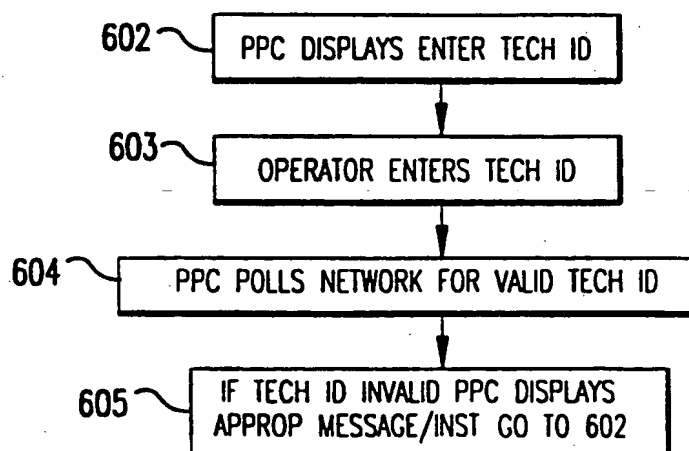 602
PPC DISPLAYS ENTER TECH ID
603
OPERATOR ENTERS TECH ID
604
PPC POLLS NETWORK FOR VALID TECH ID
605
IF TECH ID INVALID PPC DISPLAYS
APPROP MESSAGE/INST GO TO 602